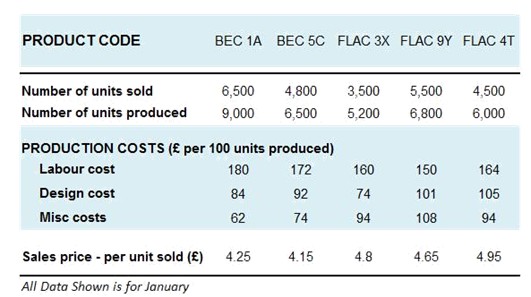 PRODUCT CODE BEC 1A BEC 5C FLAC 3X FLAC 9Y FLAC 4T
Number of units sold 6,500 4,800 3,500 5,500 4,500
Number of units produced 9,000 6,500 5,200 6,800 6,000
PRODUCTION COSTS (£ per 100 units produced)
Labour cost 180 172 160 150 164
Design cost 84 92 74 101 105
Misc costs 62 74 94 108 94
Sales price - per unit sold (£) 4.25 4.15 4.8 4.65 4.95
All Data Shown is for January